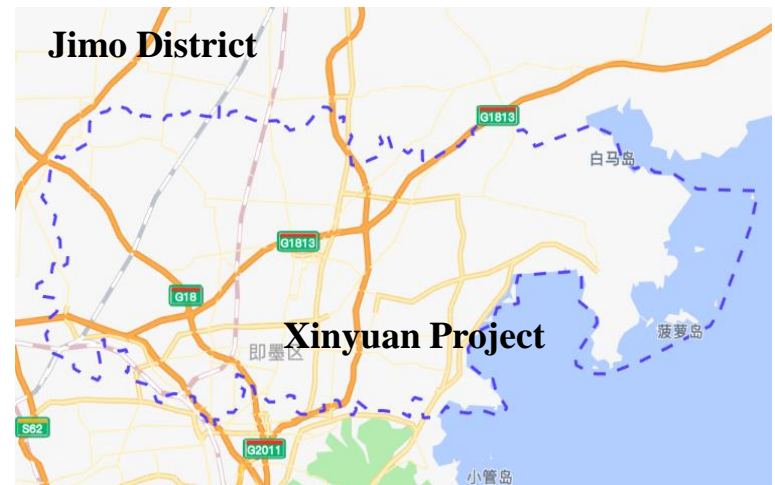 Jimo District
G1813
白马岛
G1813
G18
菠萝岛
Xinyuan Project
即墨区
S62
G2011
小管岛